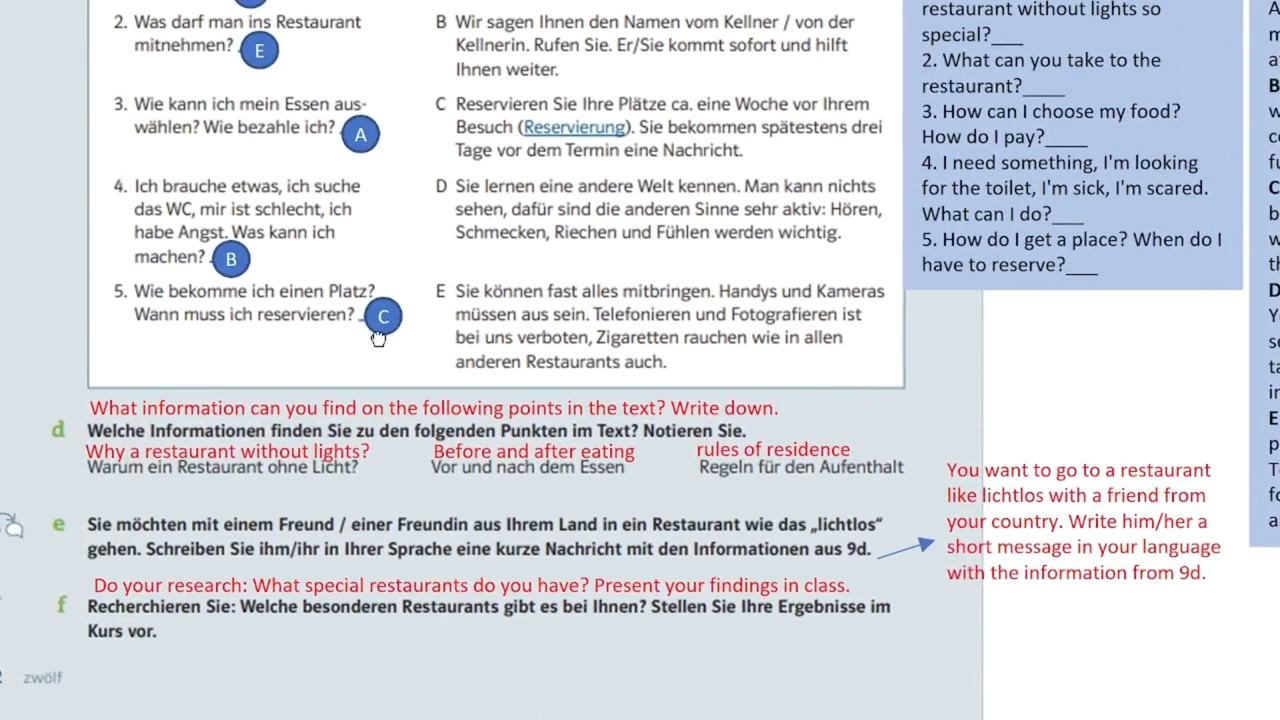 2. Was darf man ins Restaurant
mitnehmen?
E
3. Wie kann ich mein Essen aus-
wählen? Wie bezahle ich?
A
4. Ich brauche etwas, ich suche
das WC, mir ist schlecht, ich
habe Angst. Was kann ich
machen?
B
5. Wie bekomme ich einen Platz?
Wann muss ich reservieren? _
C
B Wir sagen Ihnen den Namen vom Kellner / von der
Kellnerin. Rufen Sie. Er/Sie kommt sofort und hilft
Ihnen weiter.
C Reservieren Sie Ihre Plätze ca. eine Woche vor Ihrem
Besuch (Reservierung). Sie bekommen spätestens drei
Tage vor dem Termin eine Nachricht.
D Sie lernen eine andere Welt kennen. Man kann nichts
sehen, dafür sind die anderen Sinne sehr aktiv: Hören,
Schmecken, Riechen und Fühlen werden wichtig.
E Sie können fast alles mitbringen. Handys und Kameras
müssen aus sein. Telefonieren und Fotografieren ist
bei uns verboten, Zigaretten rauchen wie in allen
anderen Restaurants auch.
restaurant without lights so
special?___
2. What can you take to the
restaurant?____
3. How can I choose my food?
How do I pay?____
4. I need something, I'm looking
for the toilet, I'm sick, I'm scared.
What can I do?___
5. How do I get a place? When do I
have to reserve?___
What information can you find on the following points in the text? Write down.
d Welche Informationen finden Sie zu den folgenden Punkten im Text? Notieren Sie.
Why a restaurant without lights? Before and after eating rules of residence
Warum ein Restaurant ohne Licht? Vor und nach dem Essen Regeln für den Aufenthalt
e Sie möchten mit einem Freund / einer Freundin aus Ihrem Land in ein Restaurant wie das „lichtlos“
gehen. Schreiben Sie ihm/ihr in Ihrer Sprache eine kurze Nachricht mit den Informationen aus 9d.
You want to go to a restaurant
like lichtlos with a friend from
your country. Write him/her a
short message in your language
with the information from 9d.
Do your research: What special restaurants do you have? Present your findings in class.
f Recherchieren Sie: Welche besonderen Restaurants gibt es bei Ihnen? Stellen Sie Ihre Ergebnisse im
Kurs vor.
zwölf
B
C
D
E